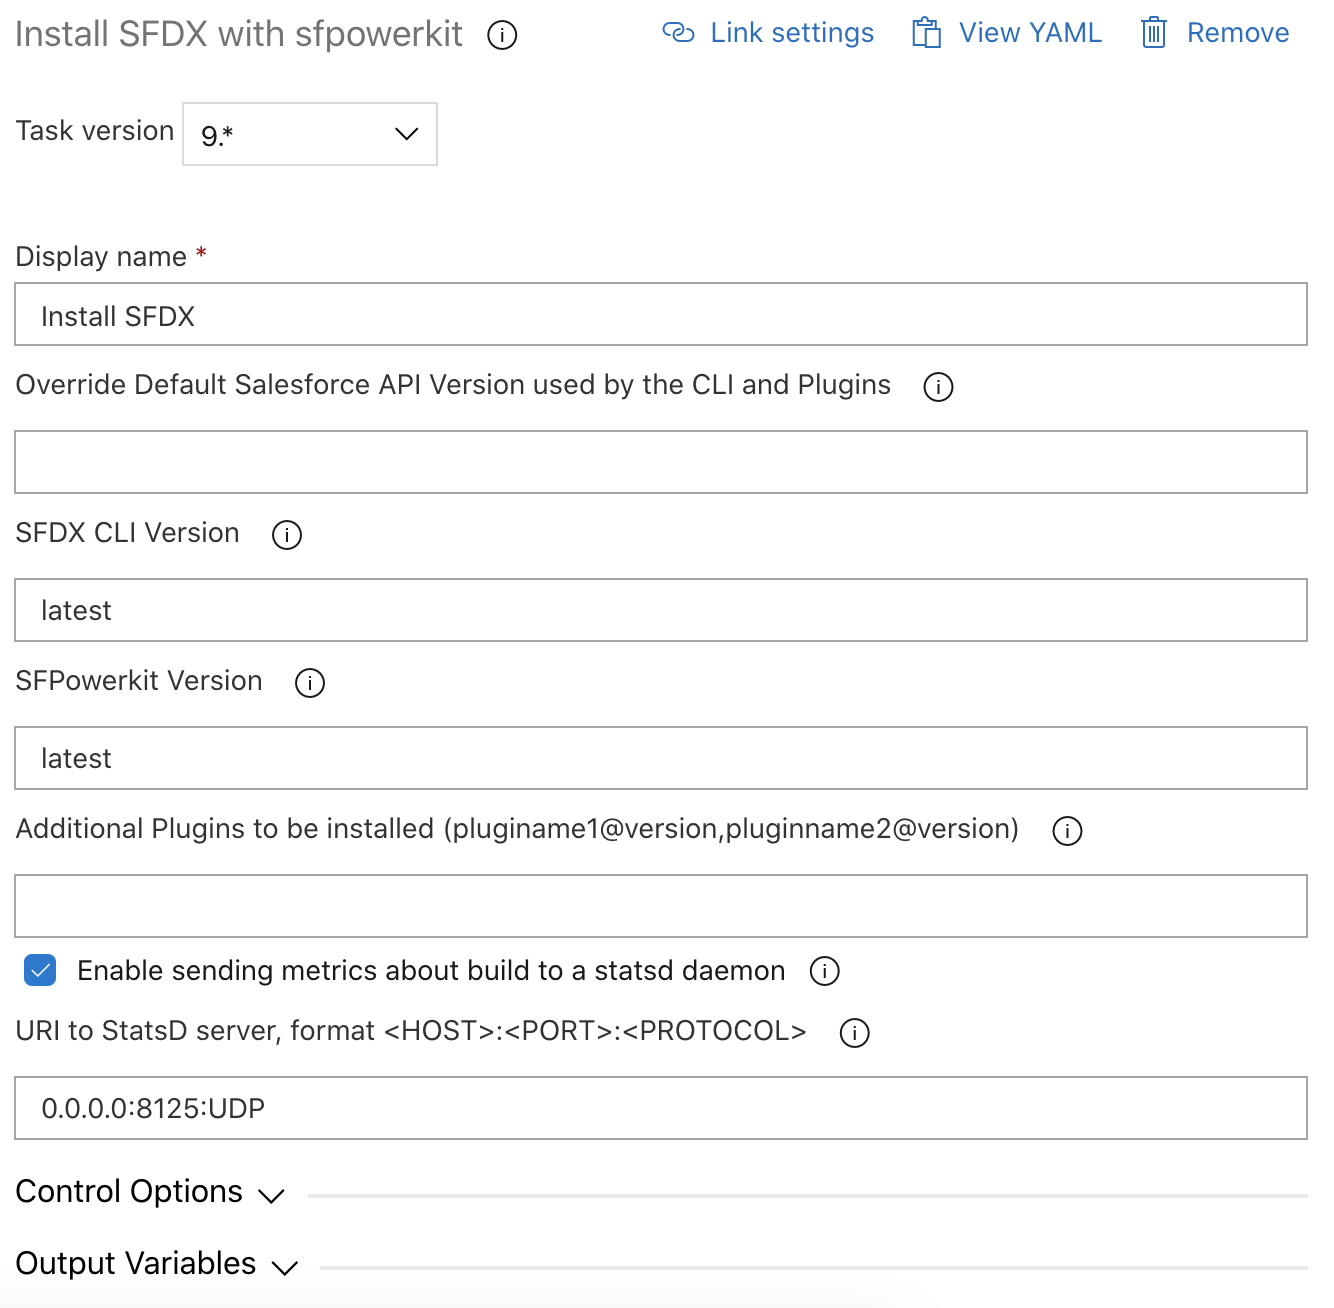 Install SFDX with sfpowerkit
Link settings
View YAML
Remove
Task version
9.*
Display name *
Install SFDX
Override Default Salesforce API Version used by the CLI and Plugins
SFDX CLI Version
latest
SFPowerkit Version
latest
Additional Plugins to be installed (pluginame1@version,pluginname2@version)
Enable sending metrics about build to a statsd daemon
URI to StatsD server, format <HOST>:<PORT>:<PROTOCOL>
0.0.0.0:8125:UDP
Control Options
Output Variables